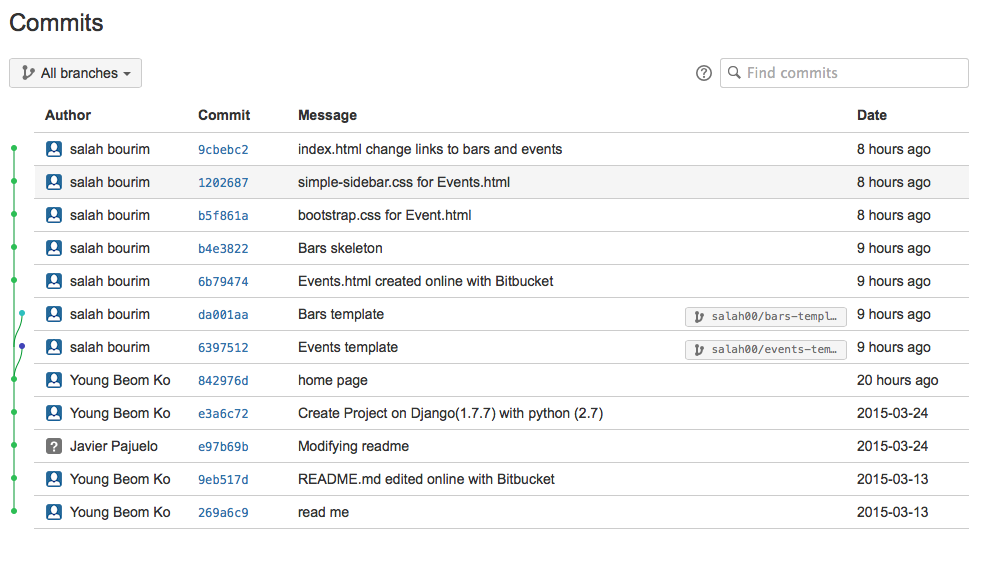 Commits
All branches
? Find commits
Author Commit Message Date
salah bourim 9cbebc2 index.html change links to bars and events 8 hours ago
salah bourim 1202687 simple-sidebar.css for Events.html 8 hours ago
salah bourim b5f861a bootstrap.css for Event.html 8 hours ago
salah bourim b4e3822 Bars skeleton 9 hours ago
salah bourim 6b79474 Events.html created online with Bitbucket 9 hours ago
salah bourim da001aa Bars template salah00/bars-templ… 9 hours ago
salah bourim 6397512 Events template salah00/events-tem… 9 hours ago
Young Beom Ko 842976d home page 20 hours ago
Young Beom Ko e3a6c72 Create Project on Django(1.7.7) with python (2.7) 2015-03-24
? Javier Pajuelo e97b69b Modifying readme 2015-03-24
Young Beom Ko 9eb517d README.md edited online with Bitbucket 2015-03-13
Young Beom Ko 269a6c9 read me 2015-03-13